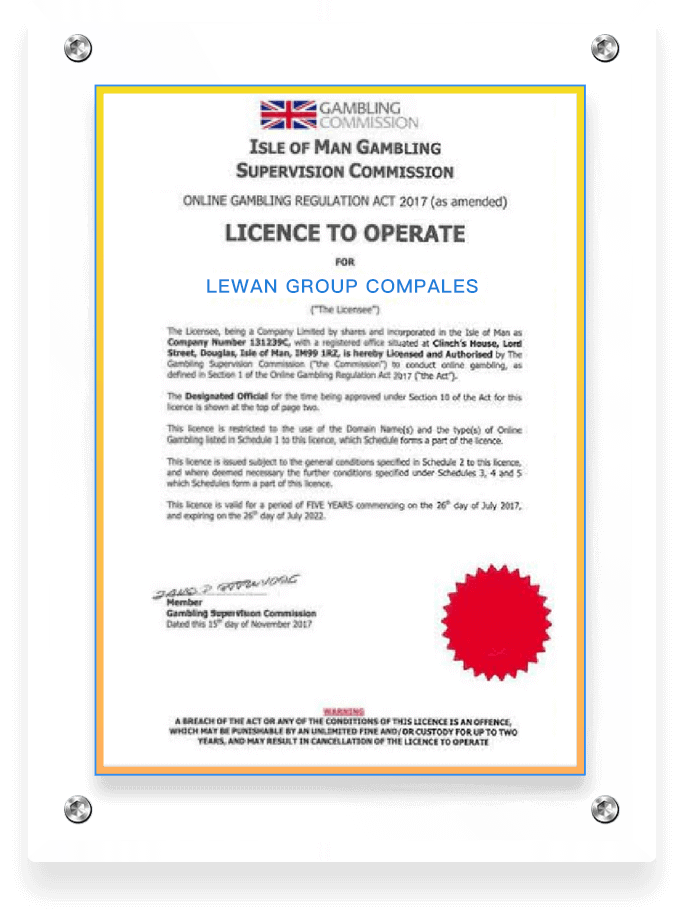 GAMBLING
COMMISSION
ISLE OF MAN GAMBLING
SUPERVISION COMMISSION
ONLINE GAMBLING REGULATION ACT 2017 (as amended)
LICENCE TO OPERATE
FOR
LEWAN GROUP COMPALES
("The Licensee")
The Licensee, being a Company Limited by shares and incorporated in the Isle of Man as
Company Number 131239C, with a registered office situated at Clinch's House, Lord
Street, Douglas, Isle of Man, IM99 1RZ, is hereby Licensed and Authorised by The
Gambling Supervision Commission ("the Commission") to conduct online gambling, as
defined in Section 1 of the Online Gambling Regulation Act 2017 ("the Act").
The Designated Official for the time being approved under Section 10 of the Act for this
licence is shown at the top of page two.
This licence is restricted to the use of the Domain Name(s) and the type(s) of Online
Gambling listed in Schedule 1 to this licence, which Schedule forms a part of the licence.
This licence is issued subject to the general conditions specified in Schedule 2 to this licence,
and where deemed necessary the further conditions specified under Schedules 3, 4 and 5
which Schedules form a part of this licence.
This licence is valid for a period of FIVE YEARS commencing on the 26th day of July 2017,
and expiring on the 26th day of July 2022.
Member
Gambling Supervision Commission
Dated this 15th day of November 2017
WARNING
A BREACH OF THE ACT OR ANY OF THE CONDITIONS OF THIS LICENCE IS AN OFFENCE,
WHICH MAY BE PUNISHABLE BY AN UNLIMITED FINE AND/OR CUSTODY FOR UP TO TWO
YEARS, AND MAY RESULT IN CANCELLATION OF THE LICENCE TO OPERATE